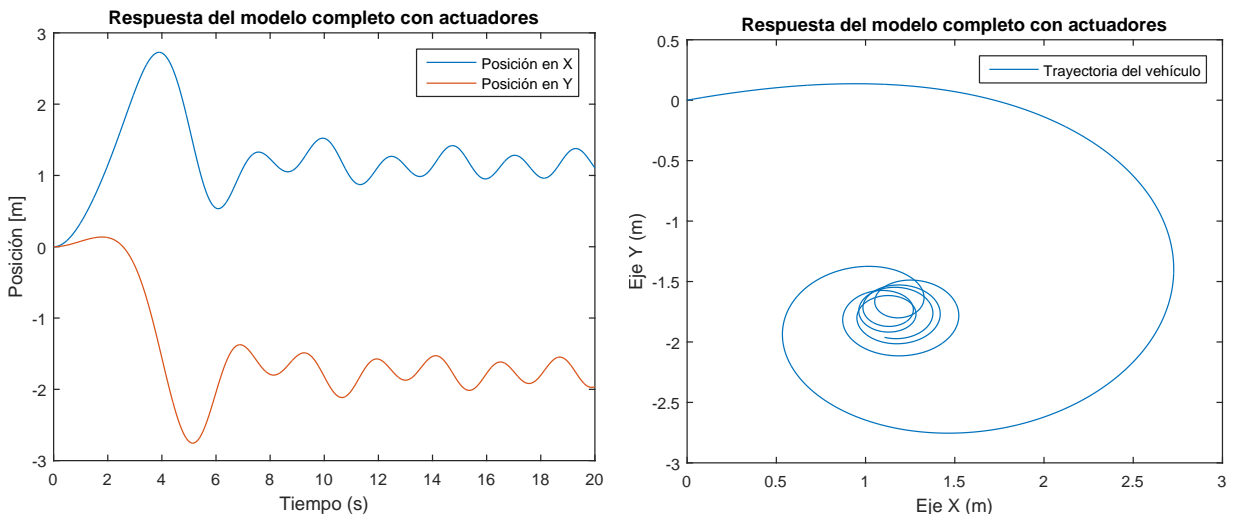 Respuesta del modelo completo con actuadores
3
2
1
0
-1
-2
-3
Posición [m]
Posición en X
Posición en Y
0 2 4 6 8 10 12 14 16 18 20
Tiempo (s)
Respuesta del modelo completo con actuadores
0.5
0
-0.5
-1
-1.5
-2
-2.5
-3
Eje Y (m)
Trayectoria del vehículo
0 0.5 1 1.5 2 2.5 3
Eje X (m)